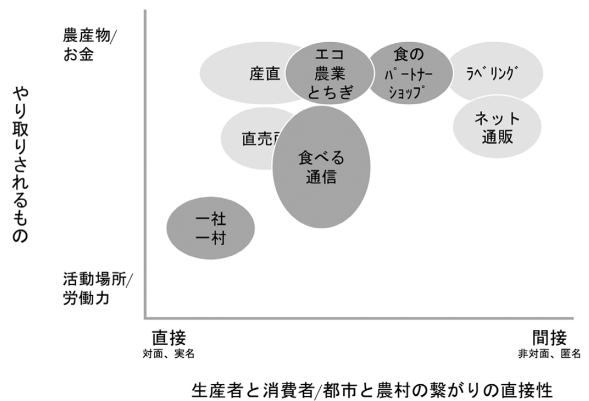 農産物/
お金
やり取りされるもの
産直
エコ
農業
とちぎ
食の
ﾊﾟｰﾄﾅｰ
ｼｮｯﾌﾟ
ﾗﾍﾞﾘﾝｸﾞ
ネット
通販
直売
食べる
通信
一社
一村
活動場所/
労働力
直接
対面、実名
間接
非対面、匿名
生産者と消費者/都市と農村の繋がりの直接性